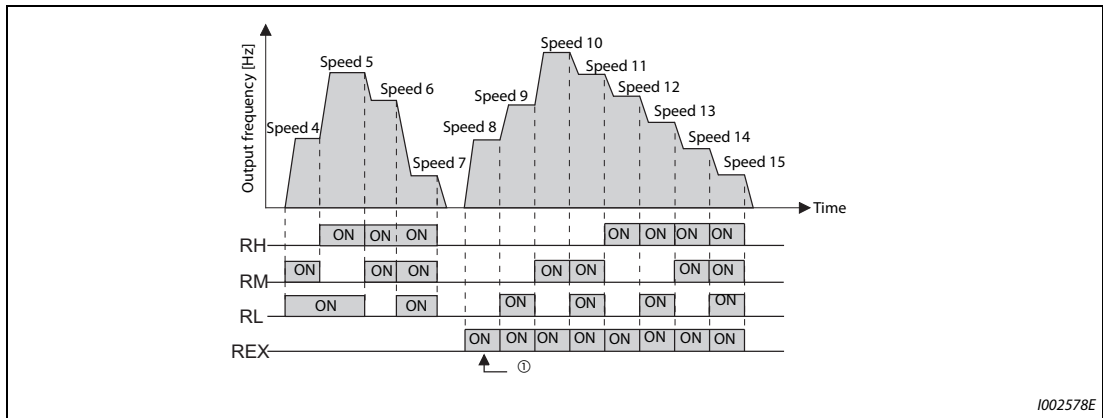 Output frequency [Hz]
Speed 4
Speed 5
Speed 6
Speed 7
Speed 8
Speed 9
Speed 10
Speed 11
Speed 12
Speed 13
Speed 14
Speed 15
Time
RH ON ON ON ON ON ON ON
RM ON ON ON ON ON ON ON
RL ON ON ON ON ON ON
REX ON ON ON ON ON ON ON ON
①
I002578E